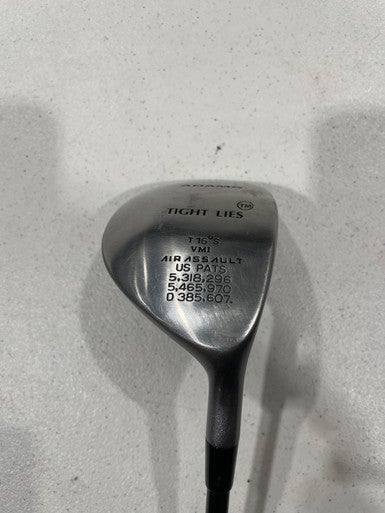 ADAMS
TIGHT LIES TM
T 16° S
VMI
AIR ASSAULT
US PATS
5,318,296
5,465,970
D 385,607.